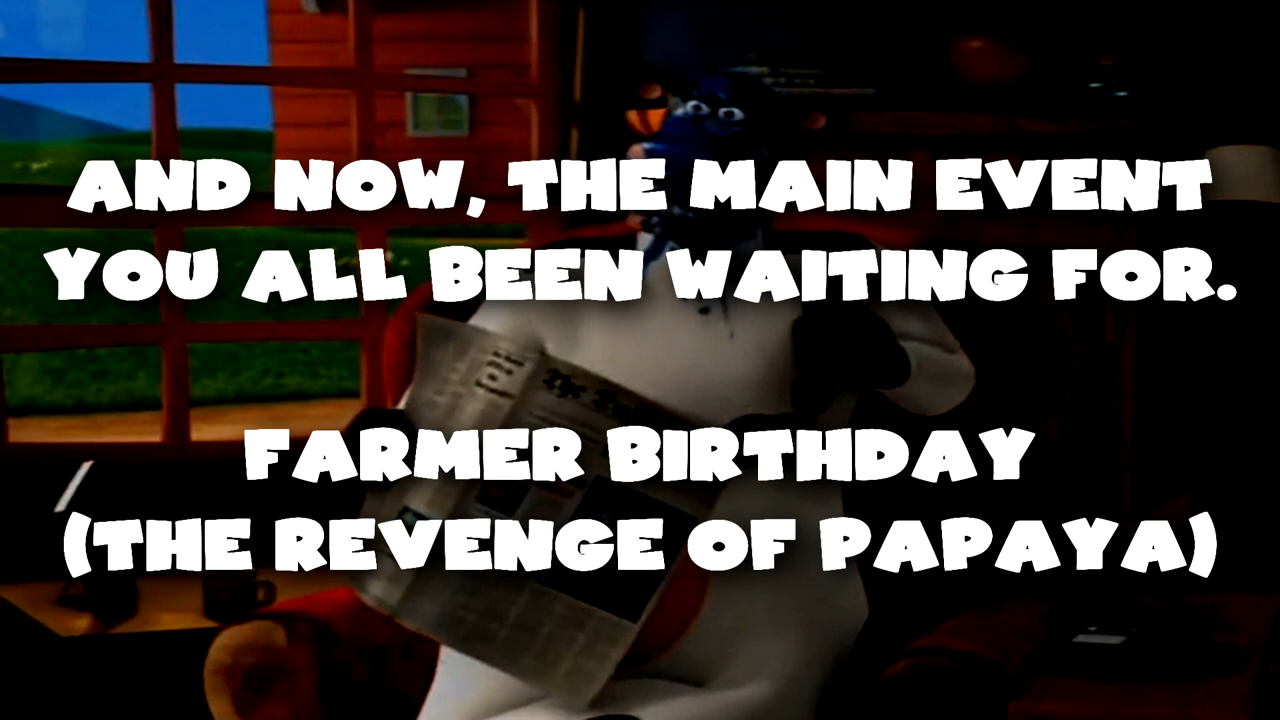 AND NOW, THE MAIN EVENT
YOU ALL BEEN WAITING FOR.
FARMER BIRTHDAY
(THE REVENGE OF PAPAYA)